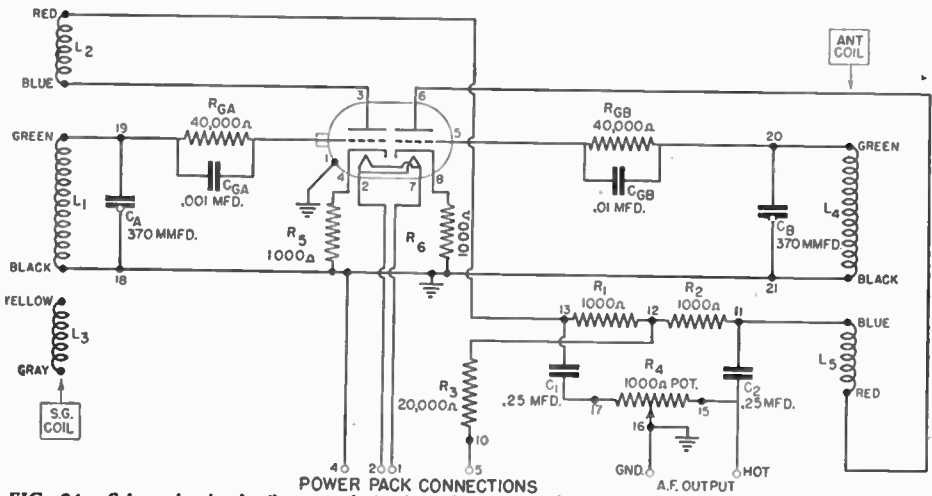 RED
L2
BLUE
ANT
COIL
3
6
RGA
40,000Ω
RGB
40,000Ω
GREEN
19
1
4
5
20
GREEN
CGA
.001 MFD.
2
7
8
CGB
.01 MFD.
L1
CA
370 MMFD.
R5
1000Ω
R6
1000Ω
CB
370 MMFD.
L4
BLACK
18
21
BLACK
YELLOW
L3
GRAY
S.G.
COIL
R1
1000Ω
R2
1000Ω
13
12
11
BLUE
L5
RED
R3
20,000Ω
C1
.25 MFD.
R4
1000Ω POT.
C2
.25 MFD.
17
15
16
10
4
2
1
5
GND.
HOT
POWER PACK CONNECTIONS
A.F. OUTPUT